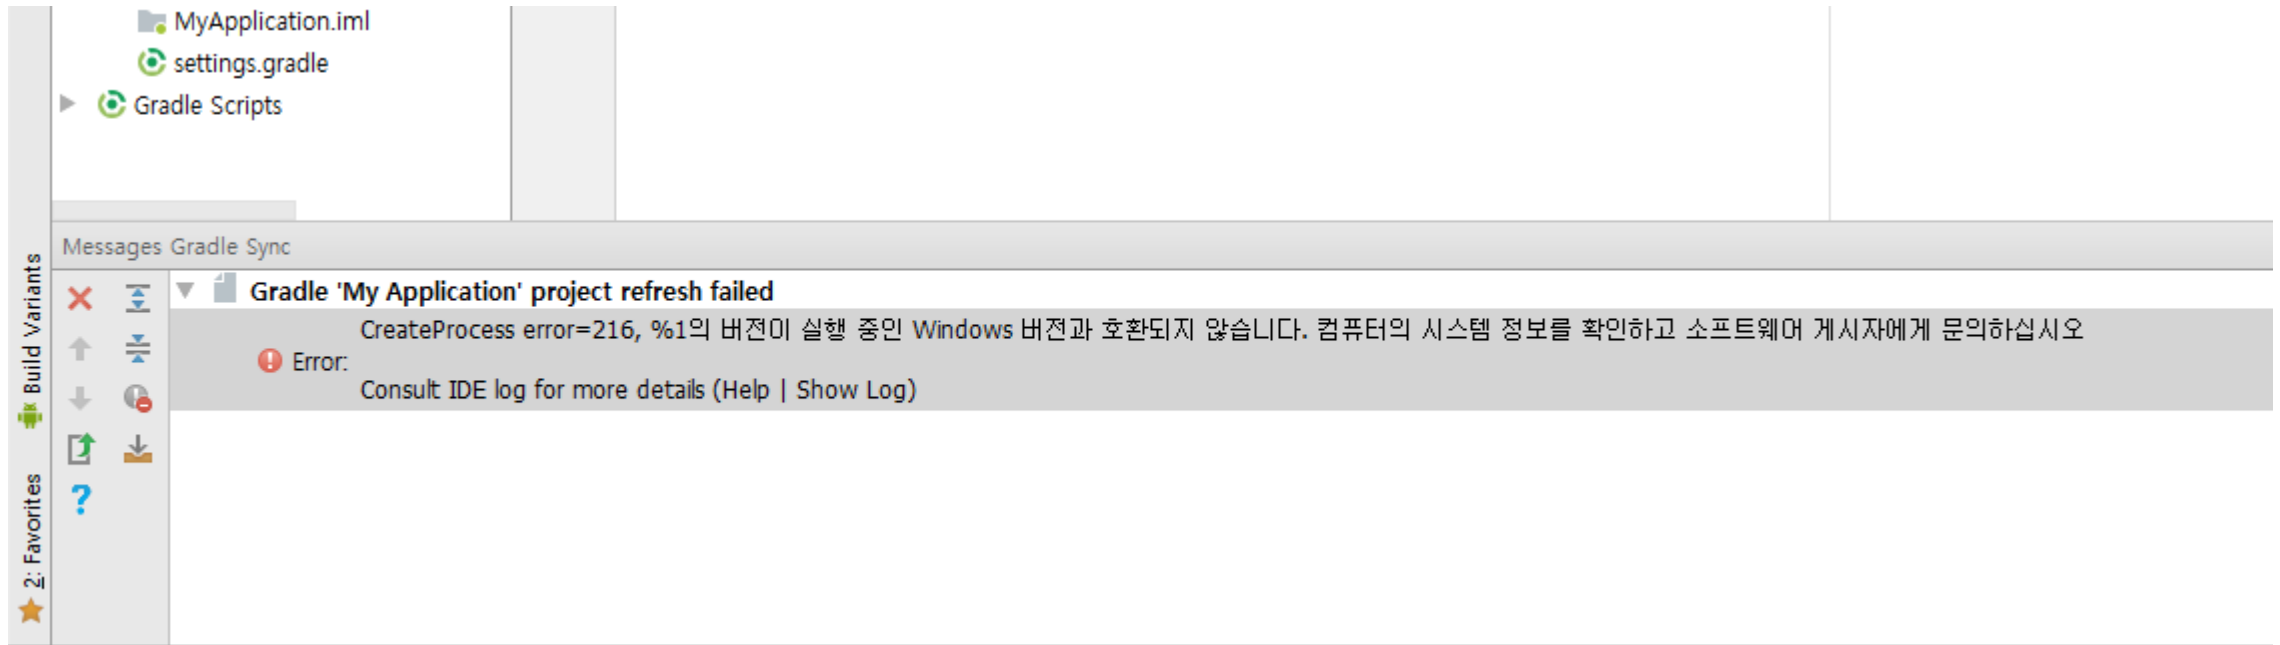 MyApplication.iml
settings.gradle
Gradle Scripts
Messages Gradle Sync
Gradle 'My Application' project refresh failed
CreateProcess error=216, %1의 버전이 실행 중인 Windows 버전과 호환되지 않습니다. 컴퓨터의 시스템 정보를 확인하고 소프트웨어 게시자에게 문의하십시오
Error:
Consult IDE log for more details (Help | Show Log)
Build Variants
2: Favorites